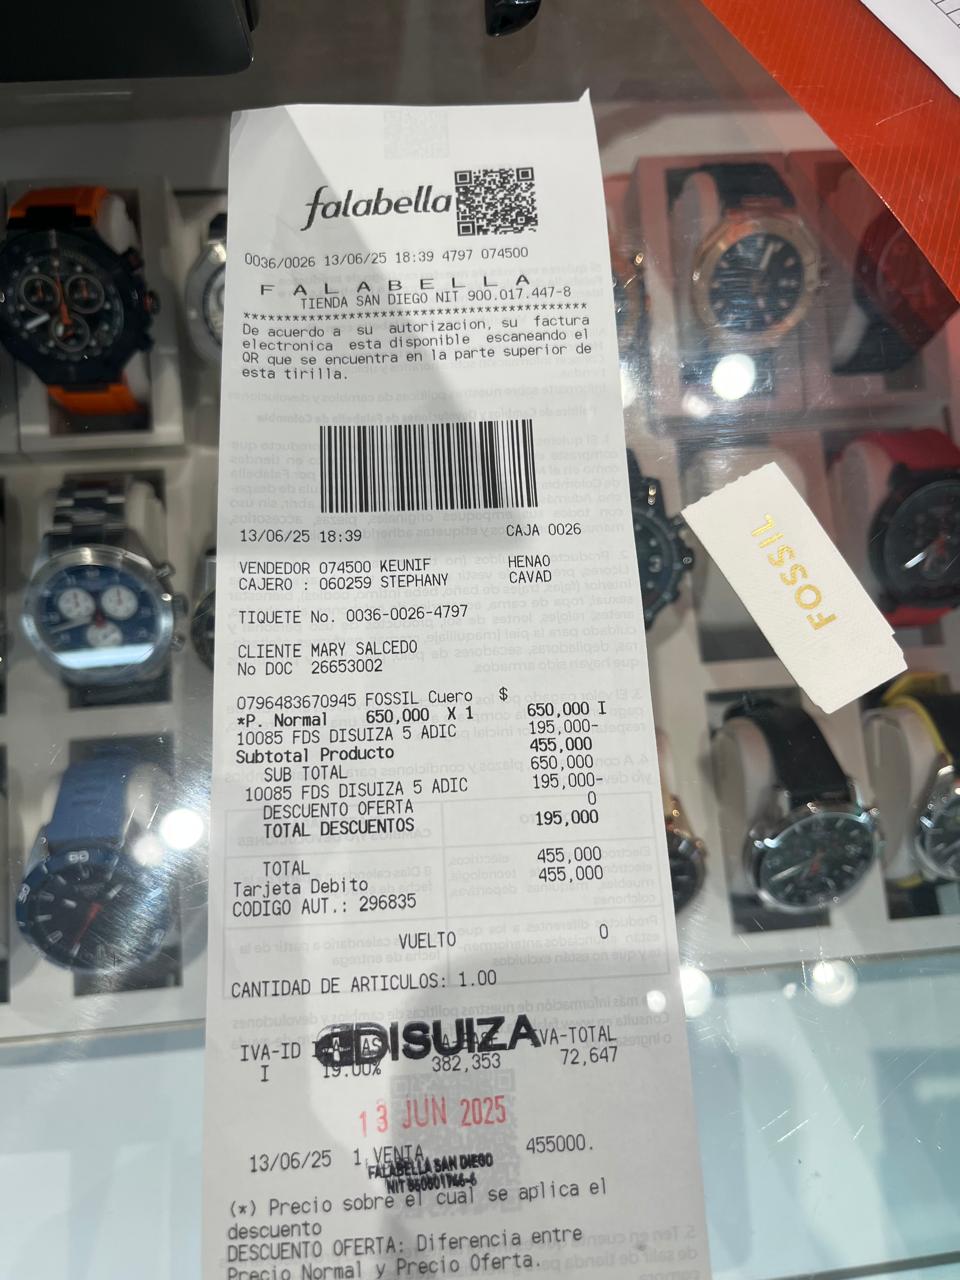 falabella
0036/0026 13/06/25 18:39 4797 074500
F A L A B E L L A
TIENDA SAN DIEGO NIT 900.017.447-8
****************************************
De acuerdo a su autorizacion, su factura
electronica esta disponible escaneando el
QR que se encuentra en la parte superior de
esta tirilla.
13/06/25 18:39 CAJA 0026
VENDEDOR 074500 KEUNIF HENAO
CAJERO : 060259 STEPHANY CAVAD
TIQUETE No. 0036-0026-4797
CLIENTE MARY SALCEDO
No DOC 26653002
0796483670945 FOSSIL Cuero $
*P. Normal 650,000 X 1 650,000 I
10085 FDS DISUIZA 5 ADIC 195,000-
Subtotal Producto 455,000
SUB TOTAL 650,000
10085 FDS DISUIZA 5 ADIC 195,000-
DESCUENTO OFERTA 0
TOTAL DESCUENTOS 195,000
TOTAL 455,000
Tarjeta Debito 455,000
CODIGO AUT.: 296835
VUELTO 0
CANTIDAD DE ARTICULOS: 1.00
DISUIZA
IVA-ID IVA-TOTAL
I 19.00% 382,353 72,647
13 JUN 2025
13/06/25 1 VENTA 455000.
FALABELLA SAN DIEGO
(*) Precio sobre el cual se aplica el
descuento
DESCUENTO OFERTA: Diferencia entre
Precio Normal y Precio Oferta.
FOSSIL